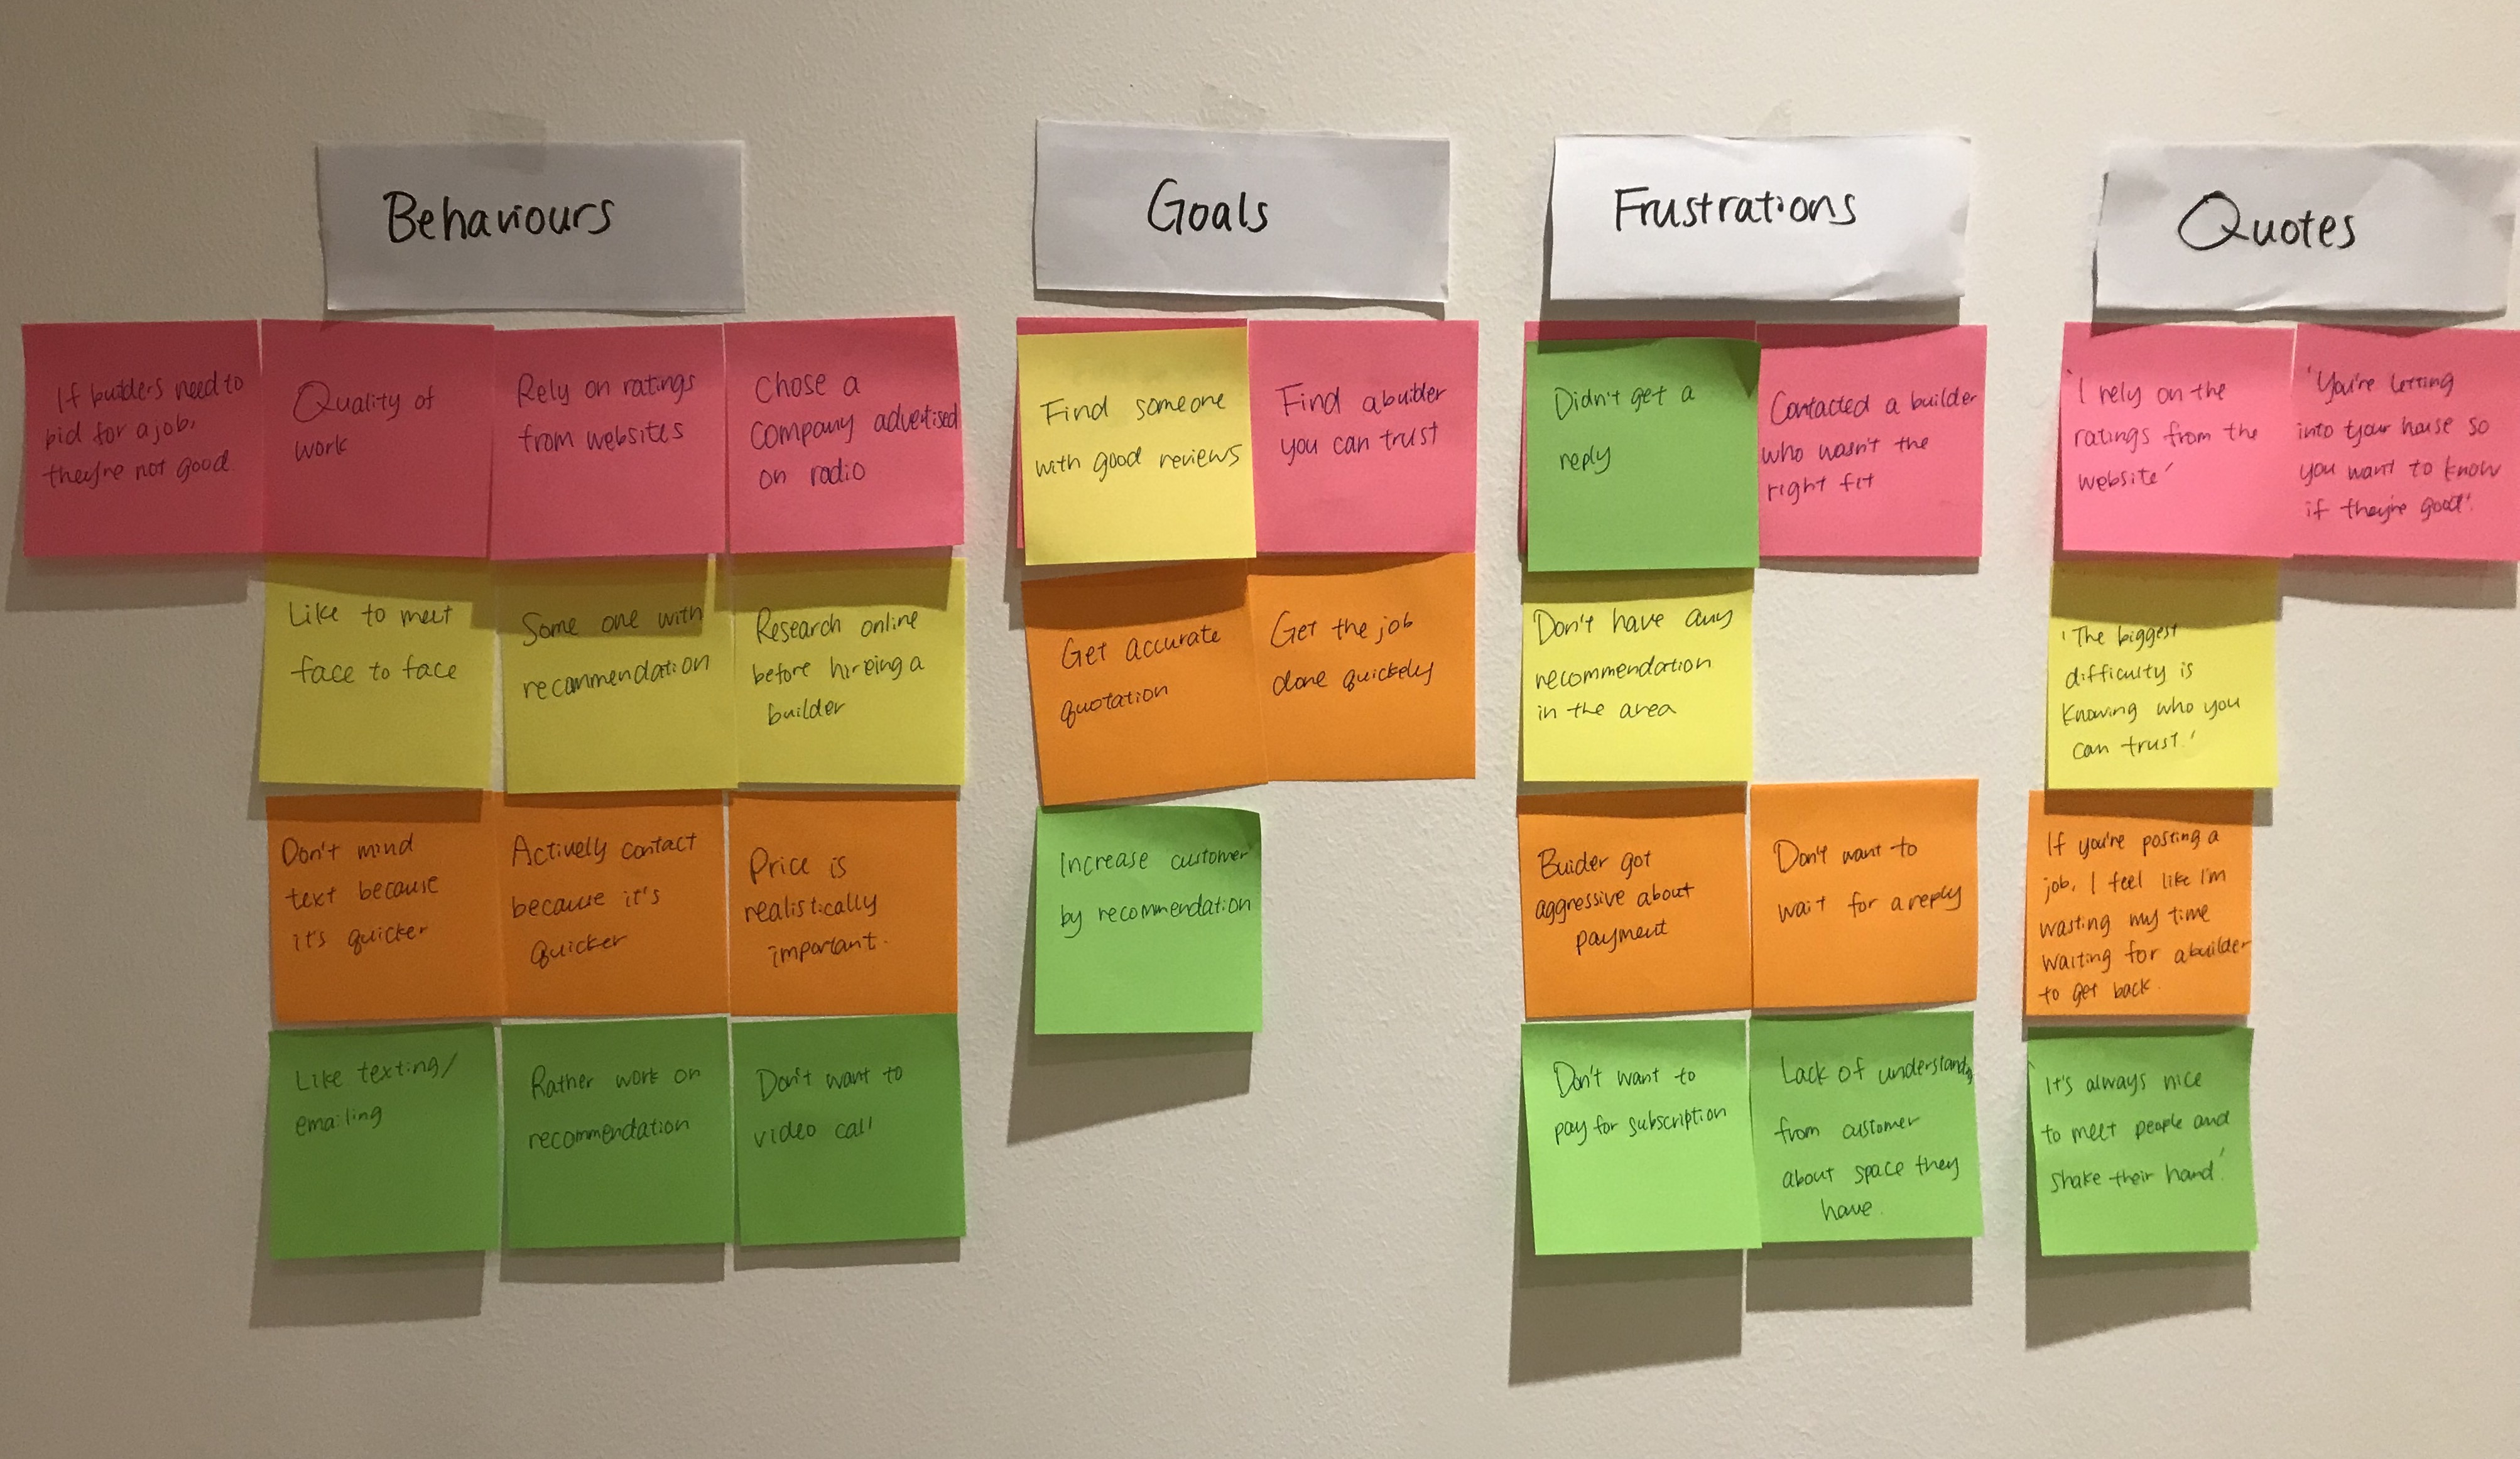 Behaviours
If builders need to
bid for a job,
they're not good.
Quality of
work
Rely on ratings
from websites
Chose a
Company advertised
on radio
Like to meet
face to face
Some one with
recommendation
Research online
before hireing a
builder
Don't mind
text because
it's quicker
Actively contact
because it's
quicker
Price is
realistically
important.
Like texting/
emailing
Rather work on
recommendation
Don't want to
video call
Goals
Find someone
with good reviews
Find a builder
you can trust
Get accurate
quotation
Get the job
done quickely
Increase customer
by recommendation
Frustrations
Didn't get a
reply
Contacted a builder
who wasn't the
right fit
Don't have any
recommendation
in the area
Buider got
aggressive about
payment
Don't want to
wait for a reply
Don't want to
pay for subscription
Lack of understanding
from customer
about space they
have.
Quotes
'I rely on the
ratings from the
website'
'You're letting
into your house so
you want to know
if they're good'.
'The biggest
difficulty is
knowing who you
can trust.'
If you're posting a
job, I feel like I'm
wasting my time
waiting for a builder
to get back.
'It's always nice
to meet people and
shake their hand.'